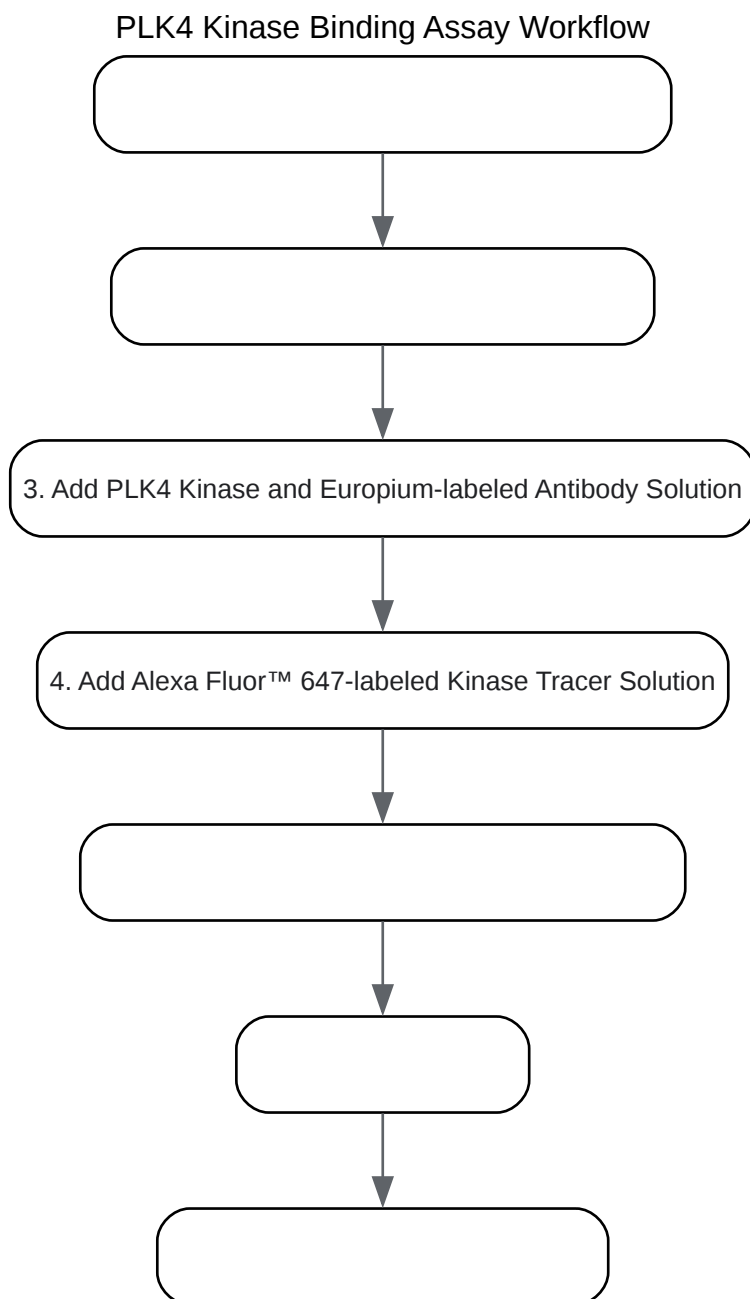 PLK4 Kinase Binding Assay Workflow
3. Add PLK4 Kinase and Europium-labeled Antibody Solution
4. Add Alexa Fluor™ 647-labeled Kinase Tracer Solution